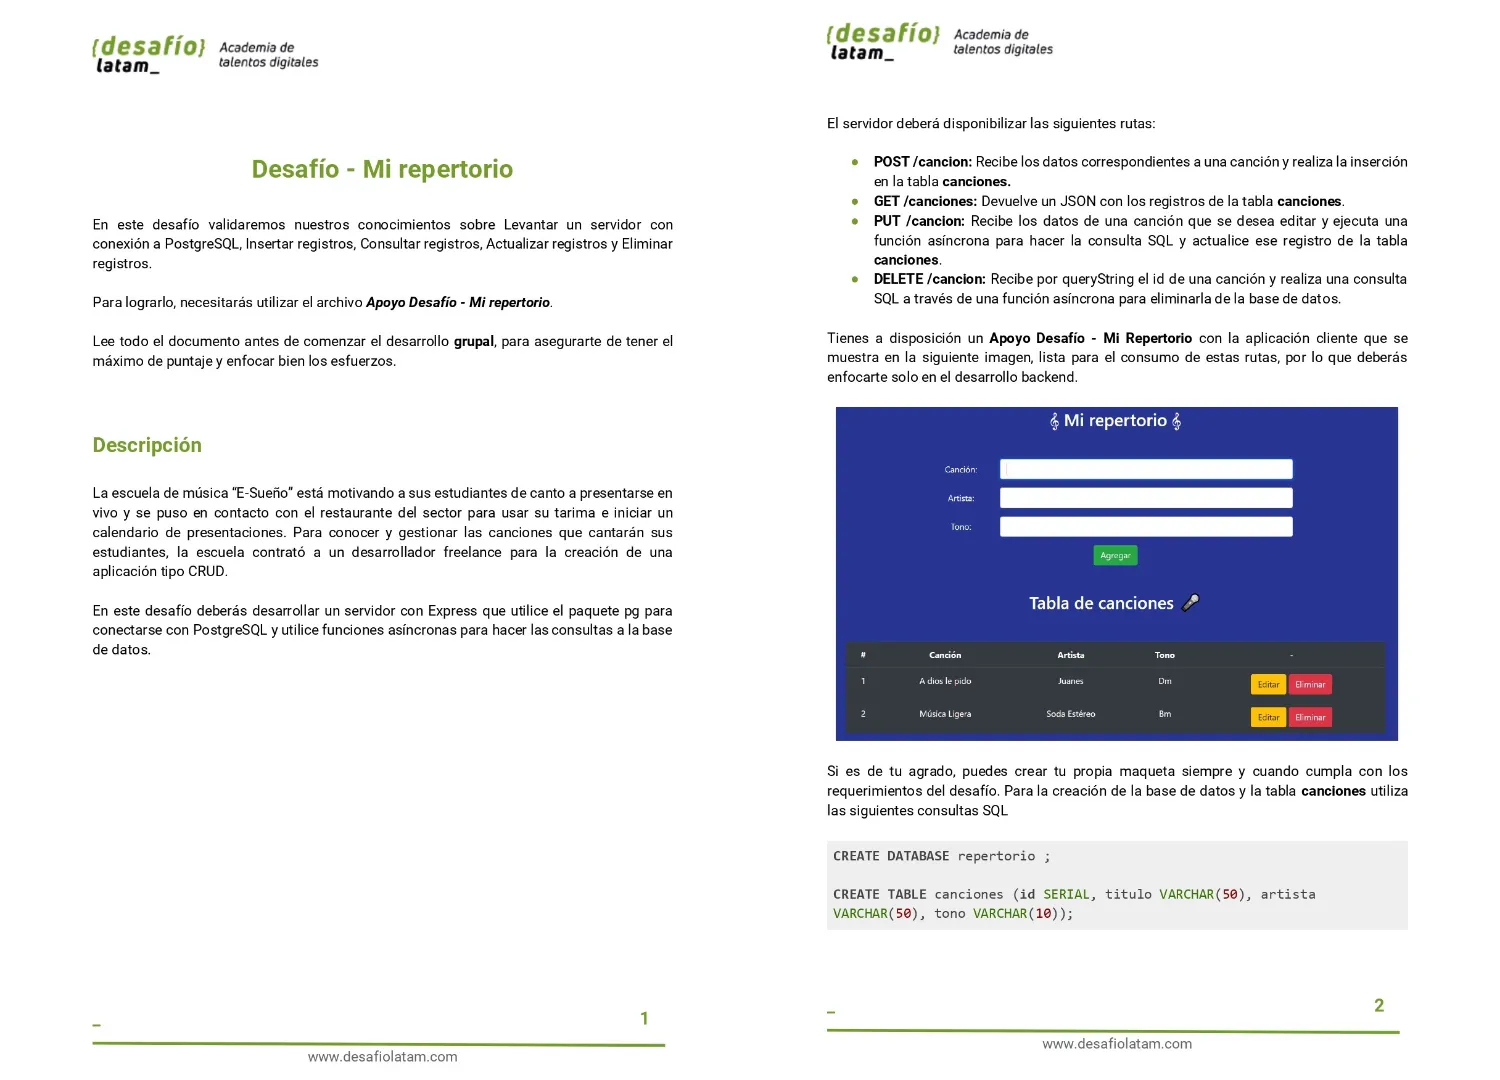 {desafío}
latam_
Academia de
talentos digitales
Desafío - Mi repertorio
En este desafío validaremos nuestros conocimientos sobre Levantar un servidor con
conexión a PostgreSQL, Insertar registros, Consultar registros, Actualizar registros y Eliminar
registros.
Para lograrlo, necesitarás utilizar el archivo Apoyo Desafío - Mi repertorio.
Lee todo el documento antes de comenzar el desarrollo grupal, para asegurarte de tener el
máximo de puntaje y enfocar bien los esfuerzos.
Descripción
La escuela de música “E-Sueño” está motivando a sus estudiantes de canto a presentarse en
vivo y se puso en contacto con el restaurante del sector para usar su tarima e iniciar un
calendario de presentaciones. Para conocer y gestionar las canciones que cantarán sus
estudiantes, la escuela contrató a un desarrollador freelance para la creación de una
aplicación tipo CRUD.
En este desafío deberás desarrollar un servidor con Express que utilice el paquete pg para
conectarse con PostgreSQL y utilice funciones asíncronas para hacer las consultas a la base
de datos.
_
1
www.desafiolatam.com
{desafío}
latam_
Academia de
talentos digitales
El servidor deberá disponibilizar las siguientes rutas:
● POST /cancion: Recibe los datos correspondientes a una canción y realiza la inserción
en la tabla canciones.
● GET /canciones: Devuelve un JSON con los registros de la tabla canciones.
● PUT /cancion: Recibe los datos de una canción que se desea editar y ejecuta una
función asíncrona para hacer la consulta SQL y actualice ese registro de la tabla
canciones.
● DELETE /cancion: Recibe por queryString el id de una canción y realiza una consulta
SQL a través de una función asíncrona para eliminarla de la base de datos.
Tienes a disposición un Apoyo Desafío - Mi Repertorio con la aplicación cliente que se
muestra en la siguiente imagen, lista para el consumo de estas rutas, por lo que deberás
enfocarte solo en el desarrollo backend.
𝄞 Mi repertorio 𝄞
Canción:
Artista:
Tono:
Agregar
Tabla de canciones 🎤
# Canción Artista Tono -
1 A dios le pido Juanes Dm Editar Eliminar
2 Música Ligera Soda Estéreo Bm Editar Eliminar
Si es de tu agrado, puedes crear tu propia maqueta siempre y cuando cumpla con los
requerimientos del desafío. Para la creación de la base de datos y la tabla canciones utiliza
las siguientes consultas SQL
CREATE DATABASE repertorio ;
CREATE TABLE canciones (id SERIAL, titulo VARCHAR(50), artista
VARCHAR(50), tono VARCHAR(10));
_
2
www.desafiolatam.com